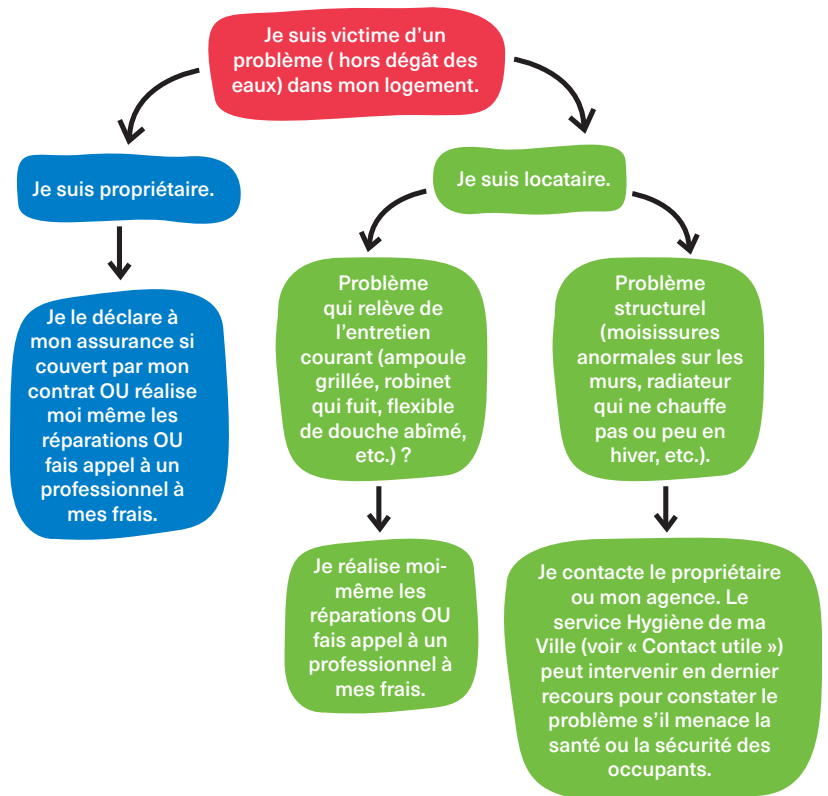 Je suis victime d'un
problème ( hors dégât des
eaux) dans mon logement.
Je suis propriétaire.
Je suis locataire.
Je le déclare à
mon assurance si
couvert par mon
contrat OU réalise
moi même les
réparations OU
fais appel à un
professionnel à
mes frais.
Problème
qui relève de
l'entretien
courant (ampoule
grillée, robinet
qui fuit, flexible
de douche abîmé,
etc.) ?
Problème
structurel
(moisissures
anormales sur les
murs, radiateur
qui ne chauffe
pas ou peu en
hiver, etc.).
Je réalise moi-
même les
réparations OU
fais appel à un
professionnel à
mes frais.
Je contacte le propriétaire
ou mon agence. Le
service Hygiène de ma
Ville (voir « Contact utile »)
peut intervenir en dernier
recours pour constater le
problème s'il menace la
santé ou la sécurité des
occupants.